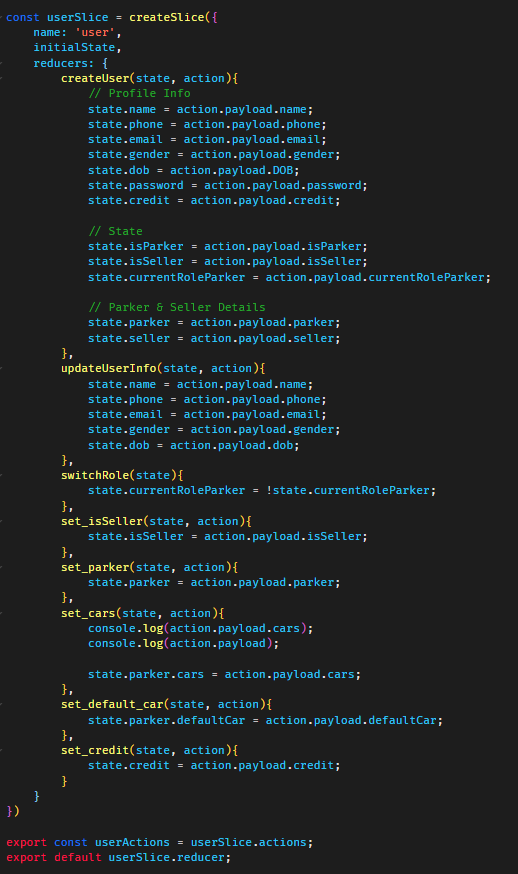 const userSlice = createSlice({
    name: 'user',
    initialState,
    reducers: {
        createUser(state, action){
            // Profile Info
            state.name = action.payload.name;
            state.phone = action.payload.phone;
            state.email = action.payload.email;
            state.gender = action.payload.gender;
            state.dob = action.payload.DOB;
            state.password = action.payload.password;
            state.credit = action.payload.credit;

            // State
            state.isParker = action.payload.isParker;
            state.isSeller = action.payload.isSeller;
            state.currentRoleParker = action.payload.currentRoleParker;

            // Parker & Seller Details
            state.parker = action.payload.parker;
            state.seller = action.payload.seller;
        },
        updateUserInfo(state, action){
            state.name = action.payload.name;
            state.phone = action.payload.phone;
            state.email = action.payload.email;
            state.gender = action.payload.gender;
            state.dob = action.payload.dob;
        },
        switchRole(state){
            state.currentRoleParker = !state.currentRoleParker;
        },
        set_isSeller(state, action){
            state.isSeller = action.payload.isSeller;
        },
        set_parker(state, action){
            state.parker = action.payload.parker;
        },
        set_cars(state, action){
            console.log(action.payload.cars);
            console.log(action.payload);

            state.parker.cars = action.payload.cars;
        },
        set_default_car(state, action){
            state.parker.defaultCar = action.payload.defaultCar;
        },
        set_credit(state, action){
            state.credit = action.payload.credit;
        }
    }
})

export const userActions = userSlice.actions;
export default userSlice.reducer;